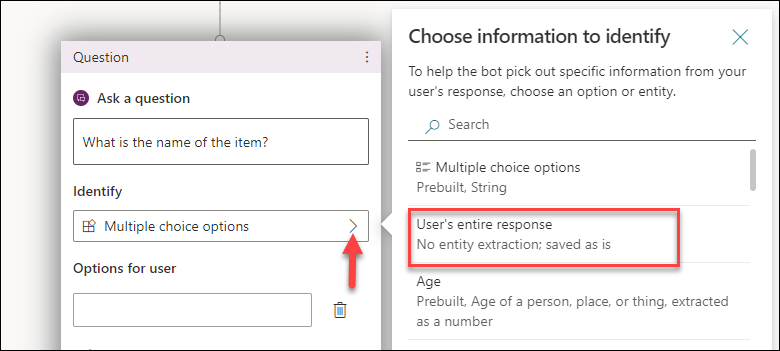 Question
Ask a question
What is the name of the item?
Identify
Multiple choice options
Options for user
Choose information to identify
To help the bot pick out specific information from your
user's response, choose an option or entity.
Search
Multiple choice options
Prebuilt, String
User's entire response
No entity extraction; saved as is
Age
Prebuilt, Age of a person, place, or thing, extracted
as a number